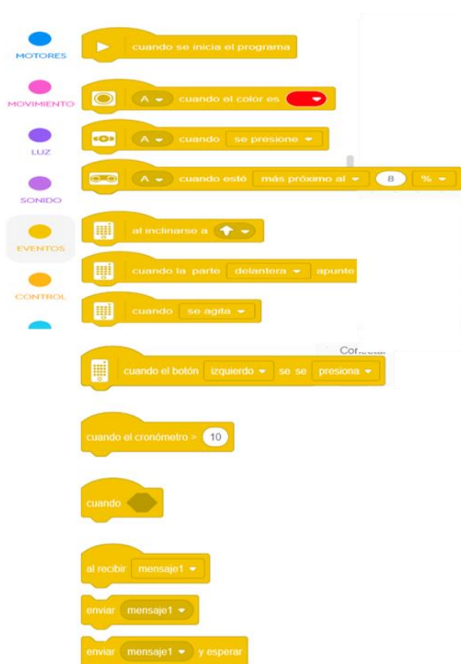 MOTORES
cuando se inicia el programa
MOVIMIENTO
A cuando el color es
LUZ
A cuando se presione
SONIDO
A cuando esté más próximo al 8 %
EVENTOS
al inclinarse a
CONTROL
cuando la parte delantera apunte
cuando se agita
cuando el botón izquierdo se se presiona
cuando el cronómetro > 10
cuando
al recibir mensaje1
enviar mensaje1
enviar mensaje1 y esperar